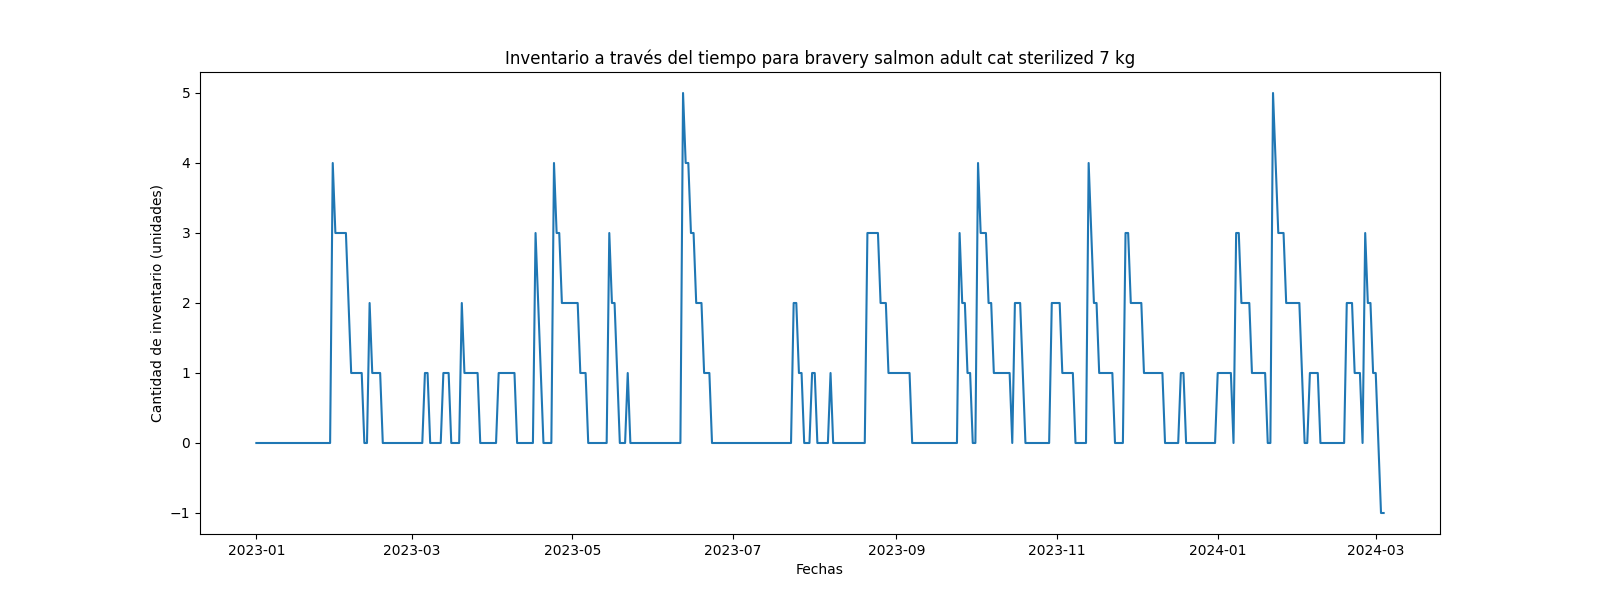 Inventario a través del tiempo para bravery salmon adult cat sterilized 7 kg
Cantidad de inventario (unidades)
5
4
3
2
1
0
−1
2023-01 2023-03 2023-05 2023-07 2023-09 2023-11 2024-01 2024-03
Fechas